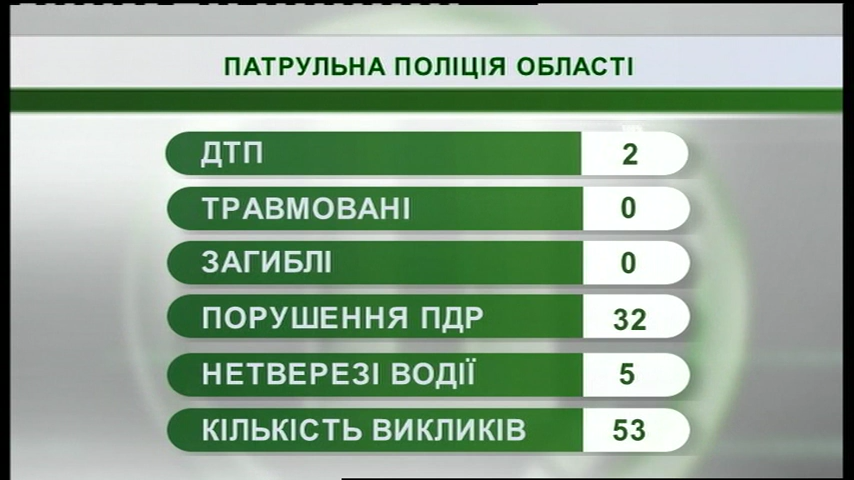 ПАТРУЛЬНА ПОЛІЦІЯ ОБЛАСТІ
ДТП 2
ТРАВМОВАНІ 0
ЗАГИБЛІ 0
ПОРУШЕННЯ ПДР 32
НЕТВЕРЕЗІ ВОДІЇ 5
КІЛЬКІСТЬ ВИКЛИКІВ 53